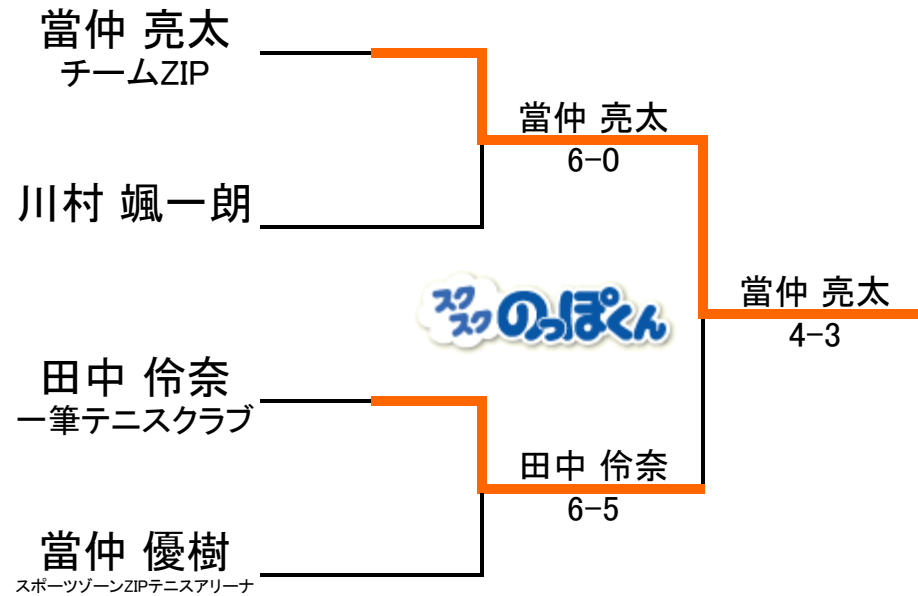 當仲 亮太
チームZIP
當仲 亮太
6-0
川村 颯一朗
スクスクのっぽくん
當仲 亮太
4-3
田中 伶奈
一筆テニスクラブ
田中 伶奈
6-5
當仲 優樹
スポーツゾーンZIPテニスアリーナ